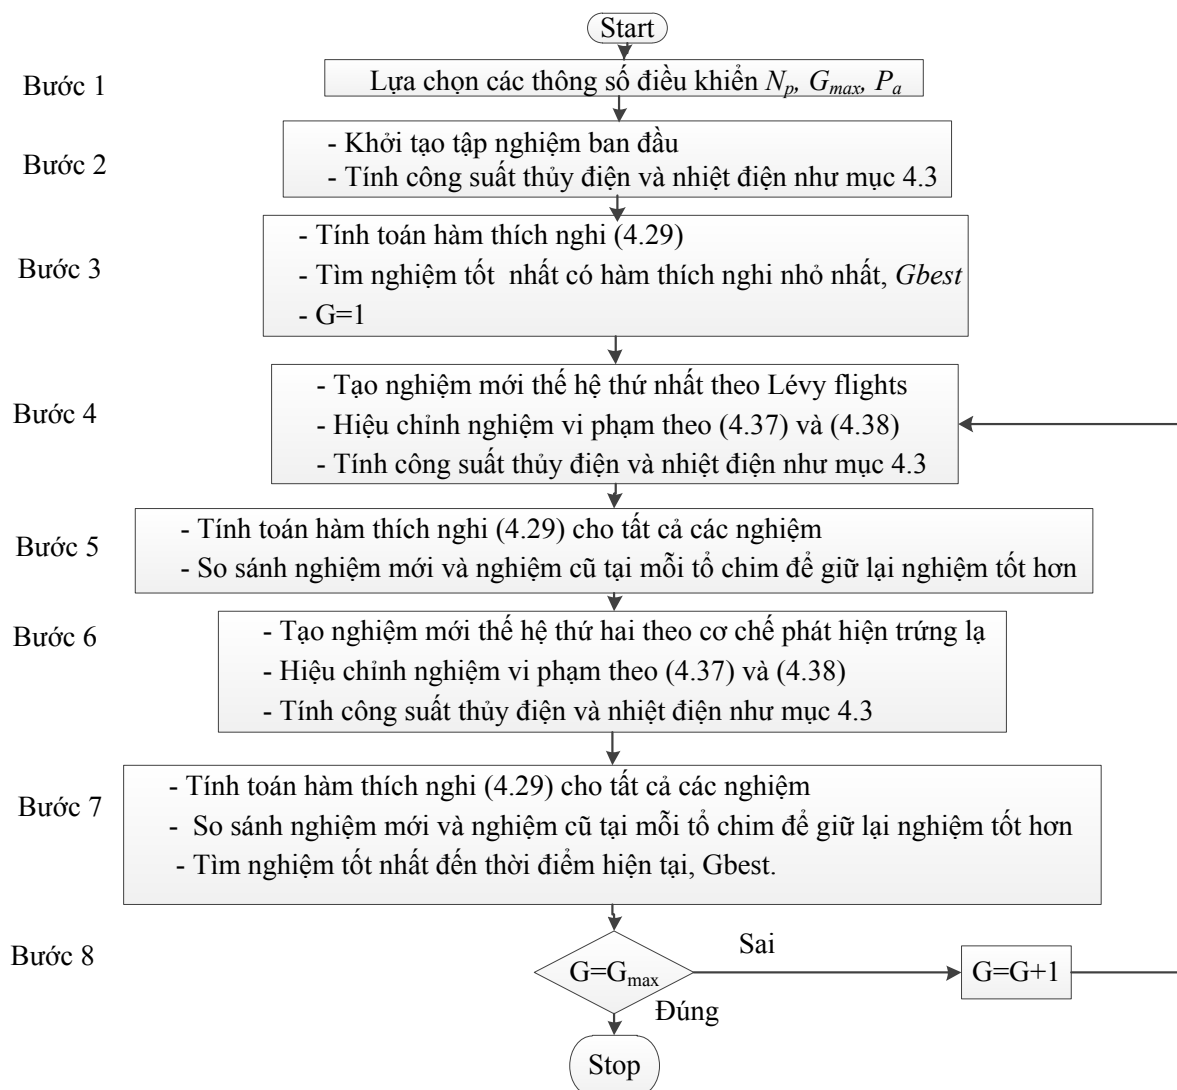 Start
Bước 1
Lựa chọn các thông số điều khiển Np, Gmax, Pa
Bước 2
- Khởi tạo tập nghiệm ban đầu
- Tính công suất thủy điện và nhiệt điện như mục 4.3
Bước 3
- Tính toán hàm thích nghi (4.29)
- Tìm nghiệm tốt nhất có hàm thích nghi nhỏ nhất, Gbest
- G=1
Bước 4
- Tạo nghiệm mới thế hệ thứ nhất theo Lévy flights
- Hiệu chỉnh nghiệm vi phạm theo (4.37) và (4.38)
- Tính công suất thủy điện và nhiệt điện như mục 4.3
Bước 5
- Tính toán hàm thích nghi (4.29) cho tất cả các nghiệm
- So sánh nghiệm mới và nghiệm cũ tại mỗi tổ chim để giữ lại nghiệm tốt hơn
Bước 6
- Tạo nghiệm mới thế hệ thứ hai theo cơ chế phát hiện trứng lạ
- Hiệu chỉnh nghiệm vi phạm theo (4.37) và (4.38)
- Tính công suất thủy điện và nhiệt điện như mục 4.3
Bước 7
- Tính toán hàm thích nghi (4.29) cho tất cả các nghiệm
- So sánh nghiệm mới và nghiệm cũ tại mỗi tổ chim để giữ lại nghiệm tốt hơn
- Tìm nghiệm tốt nhất đến thời điểm hiện tại, Gbest.
Bước 8
G=Gmax
Sai
G=G+1
Đúng
Stop